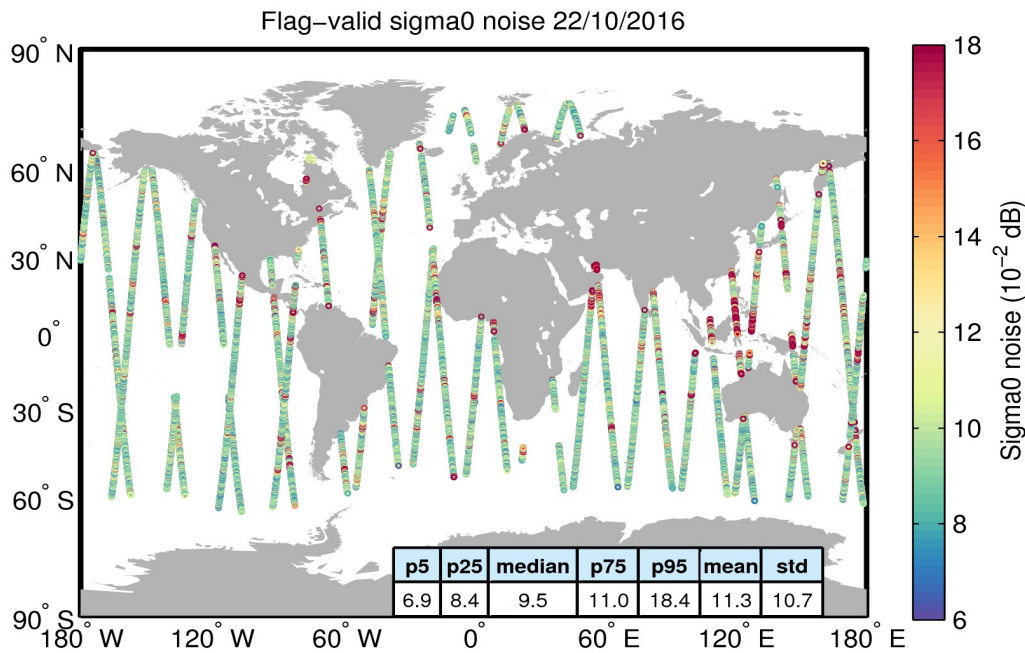 Flag−valid sigma0 noise 22/10/2016
90° N
60° N
30° N
0°
30° S
60° S
90° S
180° W
120° W
60° W
0°
60° E
120° E
180° E
p5 p25 median p75 p95 mean std
6.9 8.4 9.5 11.0 18.4 11.3 10.7
18
16
14
12
10
8
6
Sigma0 noise (10⁻² dB)